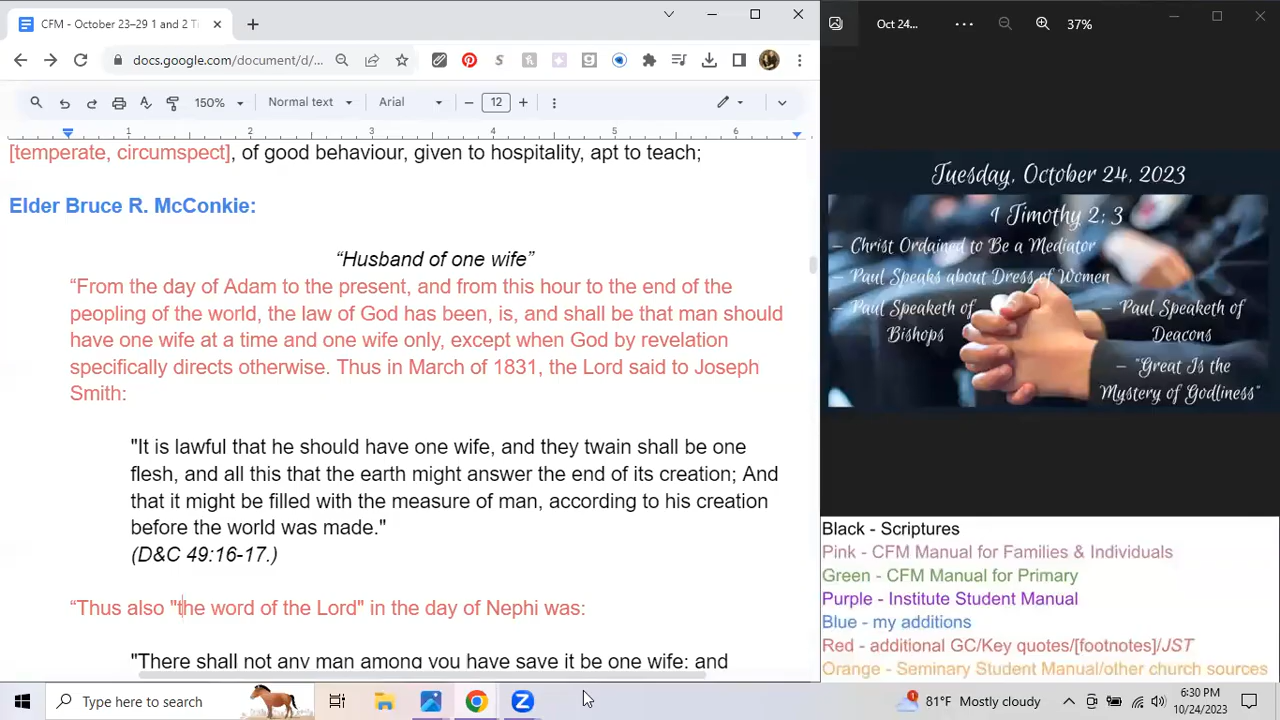 CFM - October 23–29 1 and 2 Ti
docs.google.com/document/d/...
150%
Normal text
Arial
12
1 2 3 4 5 6
[temperate, circumspect], of good behaviour, given to hospitality, apt to teach;
Elder Bruce R. McConkie:
“Husband of one wife”
“From the day of Adam to the present, and from this hour to the end of the
peopling of the world, the law of God has been, is, and shall be that man should
have one wife at a time and one wife only, except when God by revelation
specifically directs otherwise. Thus in March of 1831, the Lord said to Joseph
Smith:
"It is lawful that he should have one wife, and they twain shall be one
flesh, and all this that the earth might answer the end of its creation; And
that it might be filled with the measure of man, according to his creation
before the world was made."
(D&C 49:16-17.)
“Thus also "the word of the Lord" in the day of Nephi was:
"There shall not any man among you have save it be one wife: and
Oct 24...
37%
Tuesday, October 24, 2023
1 Timothy 2; 3
– Christ Ordained to Be a Mediator
– Paul Speaks about Dress of Women
– Paul Speaketh of
Bishops
– Paul Speaketh of
Deacons
– "Great Is the
Mystery of Godliness"
Black - Scriptures
Pink - CFM Manual for Families & Individuals
Green - CFM Manual for Primary
Purple - Institute Student Manual
Blue - my additions
Red - additional GC/Key quotes/[footnotes]/JST
Orange - Seminary Student Manual/other church sources
Type here to search
81°F Mostly cloudy
6:30 PM
10/24/2023